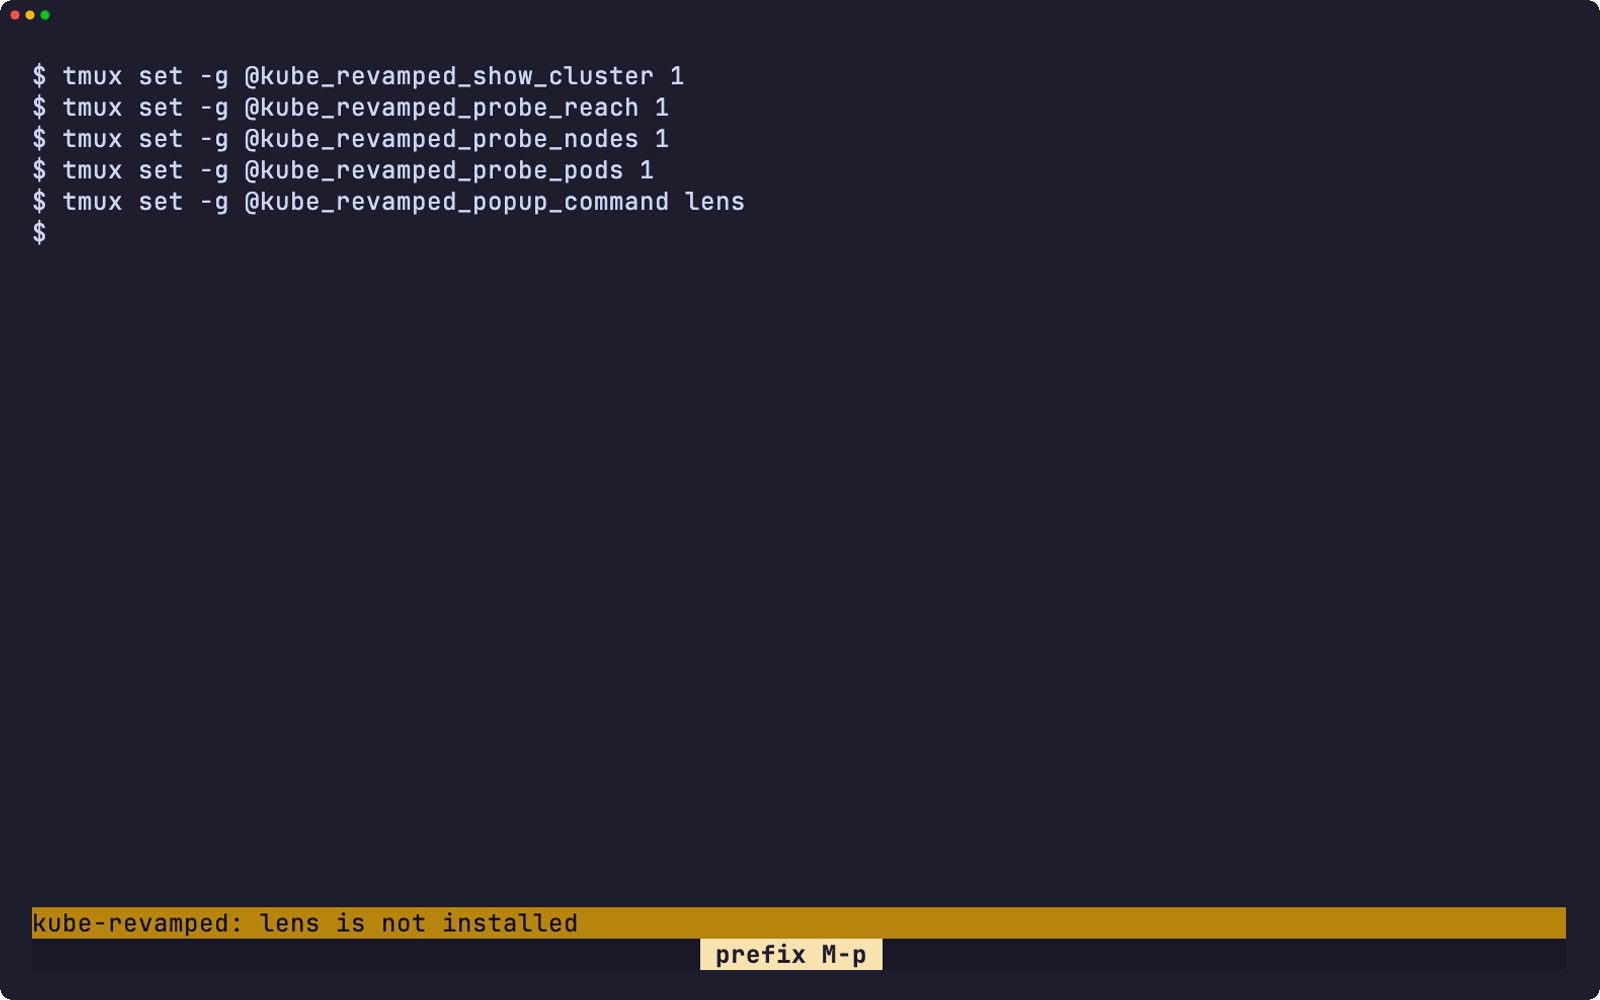 $ tmux set -g @kube_revamped_show_cluster 1
$ tmux set -g @kube_revamped_probe_reach 1
$ tmux set -g @kube_revamped_probe_nodes 1
$ tmux set -g @kube_revamped_probe_pods 1
$ tmux set -g @kube_revamped_popup_command lens
$
kube-revamped: lens is not installed
prefix M-p